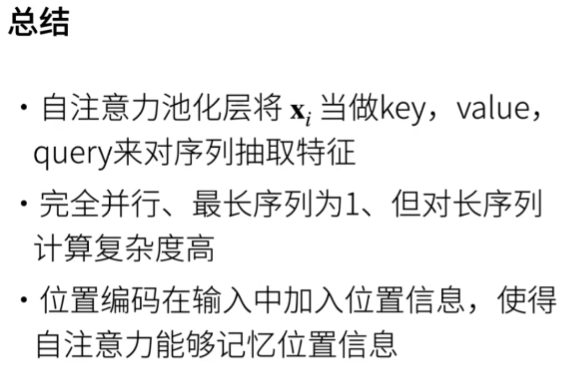 总结
• 自注意力池化层将 xᵢ 当做key，value，
query来对序列抽取特征
• 完全并行、最长序列为1、但对长序列
计算复杂度高
• 位置编码在输入中加入位置信息，使得
自注意力能够记忆位置信息